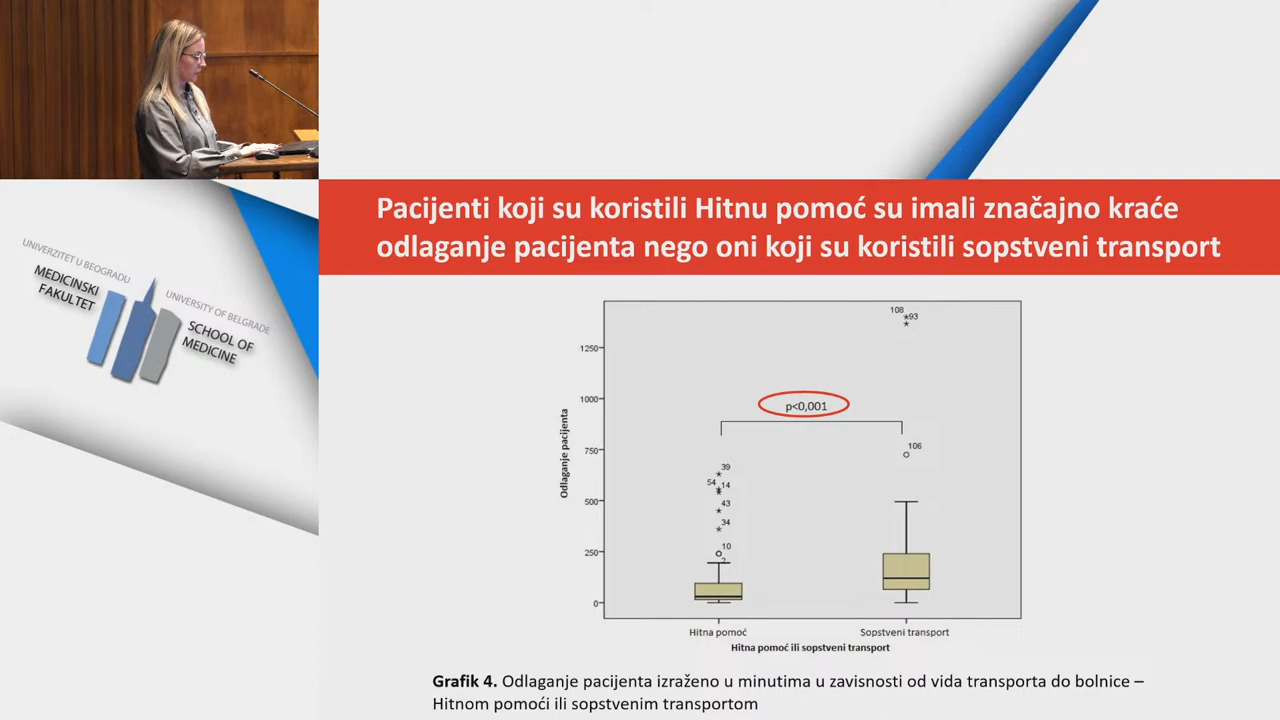 UNIVERZITET U BEOGRADU
MEDICINSKI
FAKULTET
UNIVERSITY OF BELGRADE
SCHOOL OF
MEDICINE
Pacijenti koji su koristili Hitnu pomoć su imali značajno kraće
odlaganje pacijenta nego oni koji su koristili sopstveni transport
Odlaganje pacijenta
1250
1000
750
500
250
0
p<0,001
39
54
14
43
34
10
2
108
93
106
Hitna pomoć
Sopstveni transport
Hitna pomoć ili sopstveni transport
Grafik 4. Odlaganje pacijenta izraženo u minutima u zavisnosti od vida transporta do bolnice –
Hitnom pomoći ili sopstvenim transportom